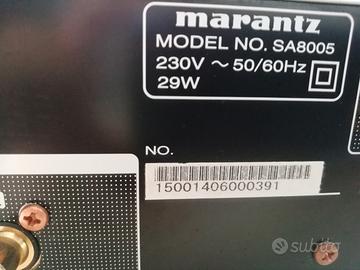 marantz
MODEL NO. SA8005
230V ~ 50/60Hz
29W
NO.
15001406000391
subito